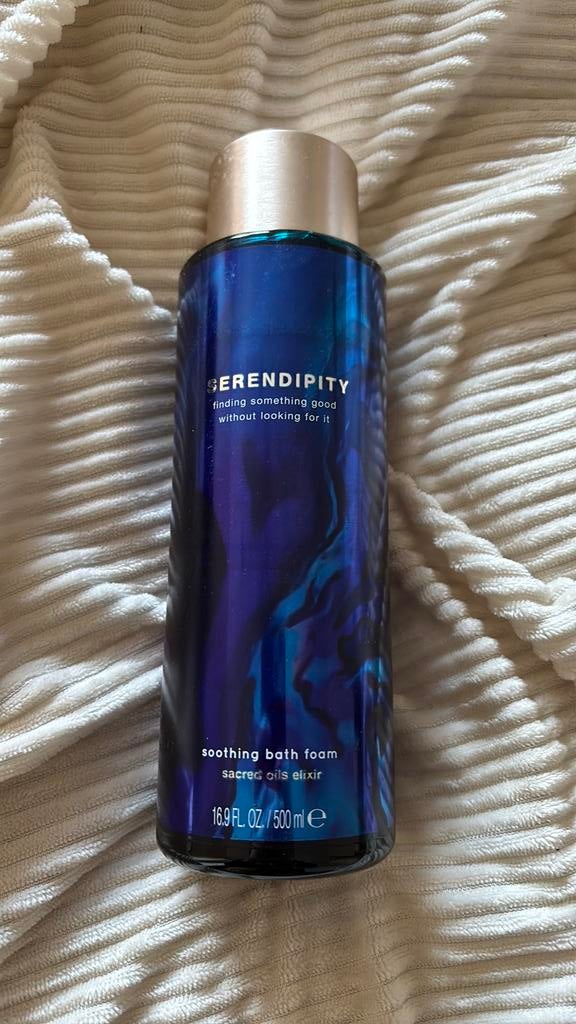 SERENDIPITY
finding something good
without looking for it
soothing bath foam
sacred oils elixir
16.9 FL. OZ. / 500 ml ℮